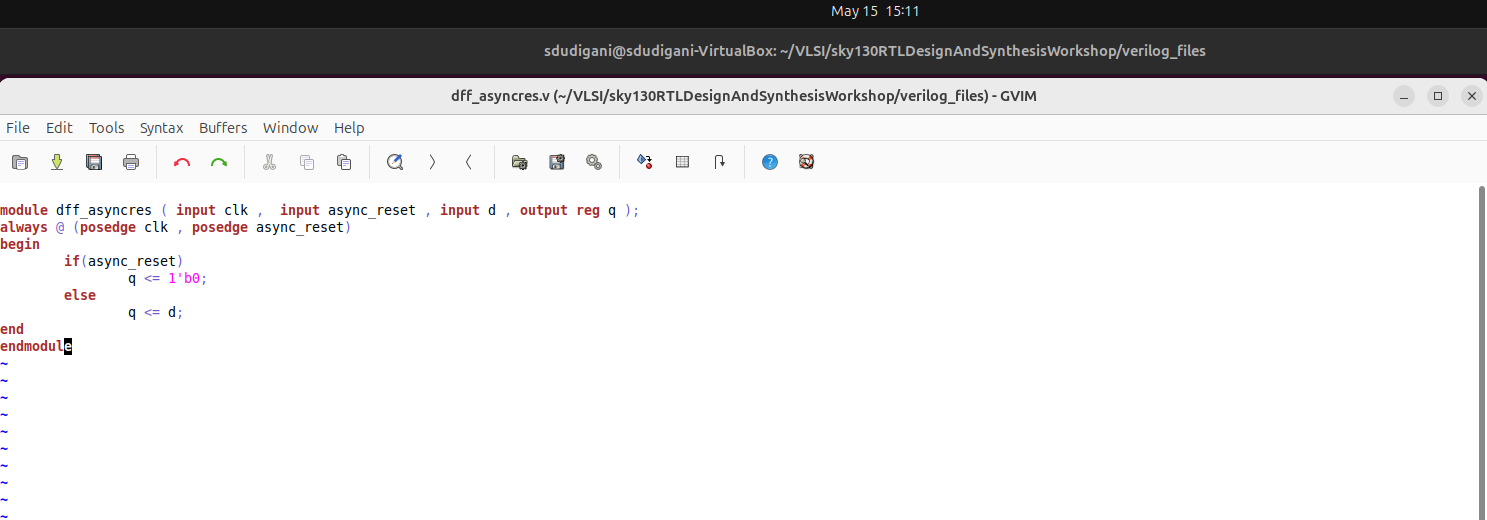 May 15 15:11
sdudigani@sdudigani-VirtualBox: ~/VLSI/sky130RTLDesignAndSynthesisWorkshop/verilog_files
dff_asyncres.v (~/VLSI/sky130RTLDesignAndSynthesisWorkshop/verilog_files) - GVIM
File Edit Tools Syntax Buffers Window Help
module dff_asyncres ( input clk ,  input async_reset , input d , output reg q );
always @ (posedge clk , posedge async_reset)
begin
        if(async_reset)
                q <= 1'b0;
        else
                q <= d;
end
endmodule
~
~
~
~
~
~
~
~
~
~